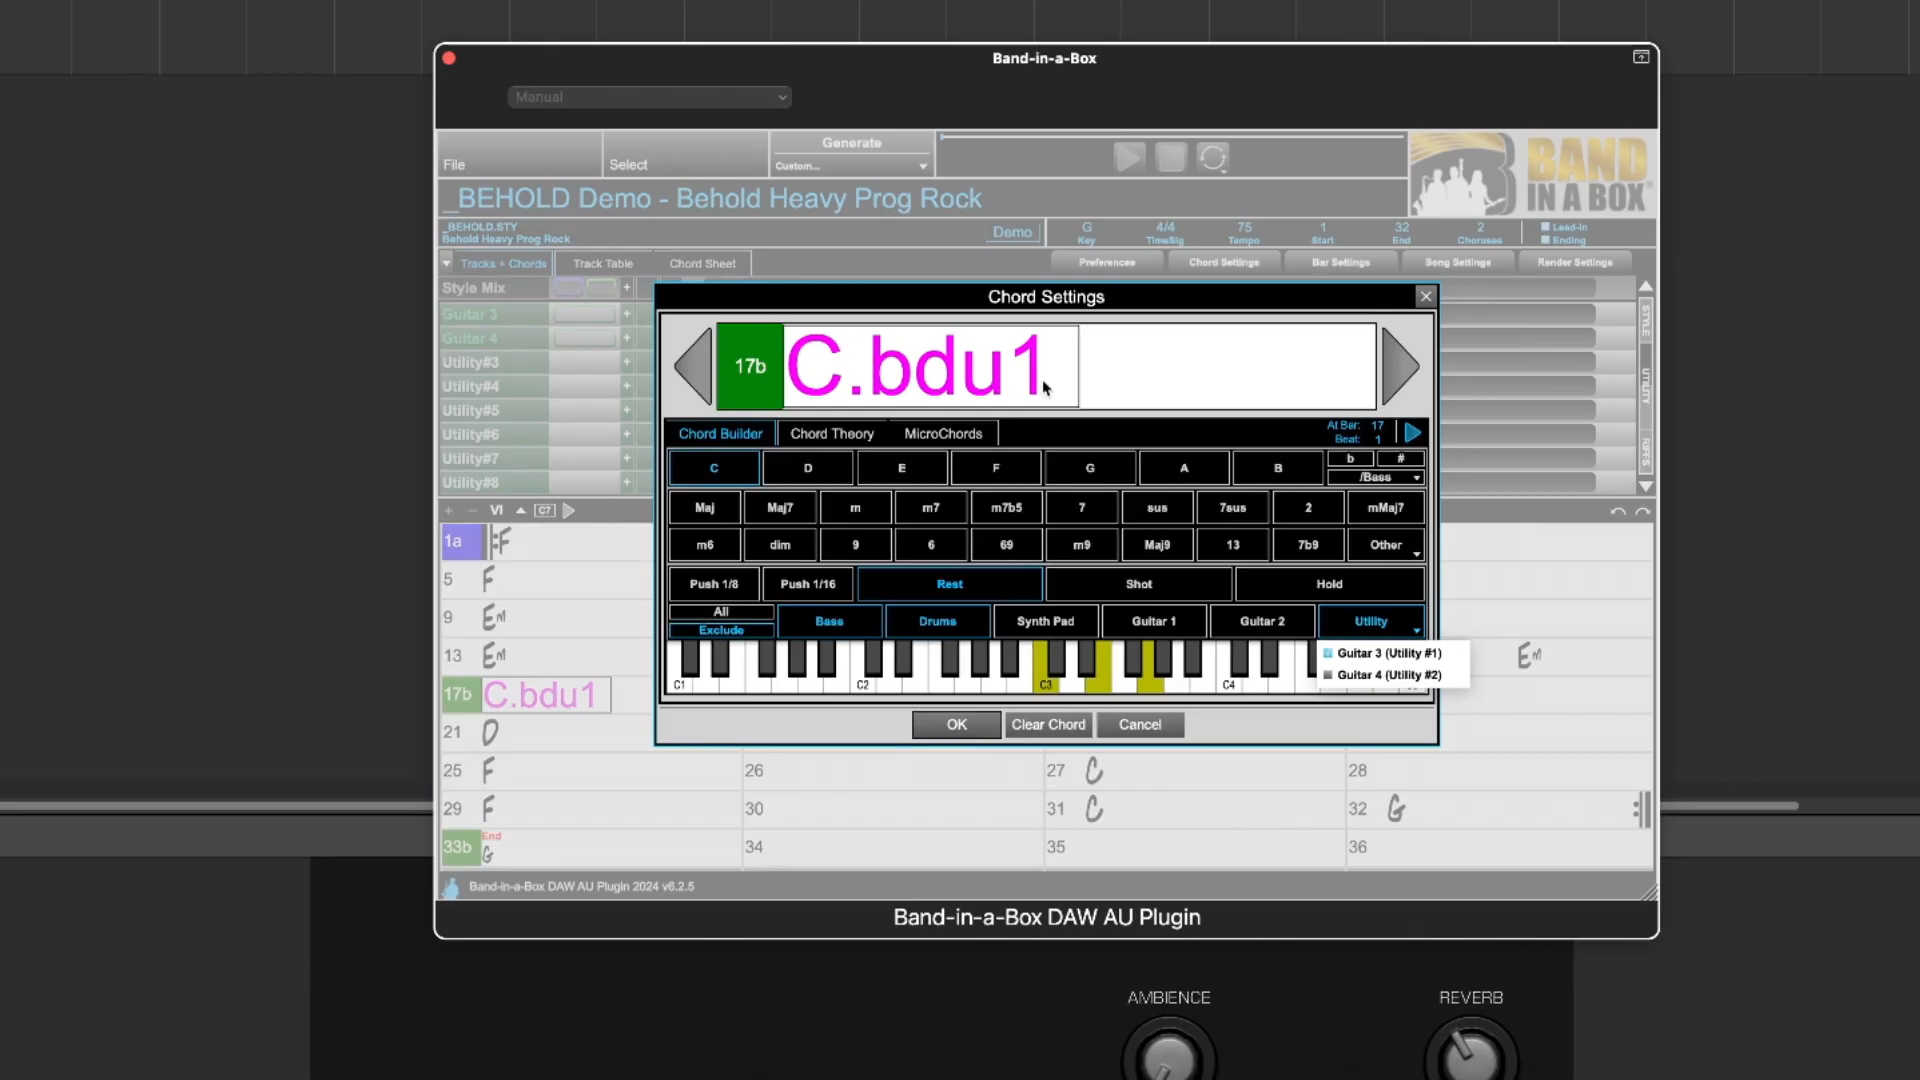 Band-in-a-Box
Manual
File
Select
Generate
Custom...
BAND
IN A BOX
_BEHOLD Demo - Behold Heavy Prog Rock
_BEHOLD.STY
Behold Heavy Prog Rock
Demo
G
Key
4/4
TimeSig
75
Tempo
1
Start
32
End
2
Choruses
Lead-In
Ending
Tracks + Chords
Track Table
Chord Sheet
Preferences
Chord Settings
Bar Settings
Song Settings
Render Settings
Style Mix
+
Guitar 3
+
Guitar 4
+
Utility#3
+
Utility#4
+
Utility#5
+
Utility#6
+
Utility#7
+
Utility#8
+
STYLE
UTILITY
RIFFS
Chord Settings
17b
C.bdu1
Chord Builder
Chord Theory
MicroChords
At Bar: 17
Beat: 1
C D E F G A B
b #
/Bass
Maj Maj7 m m7 m7b5 7 sus 7sus 2 mMaj7
m6 dim 9 6 69 m9 Maj9 13 7b9 Other
Push 1/8 Push 1/16 Rest Shot Hold
All
Exclude
Bass Drums Synth Pad Guitar 1 Guitar 2 Utility
Guitar 3 (Utility #1)
Guitar 4 (Utility #2)
C1 C2 C3 C4
OK Clear Chord Cancel
+ − VI C7
1a F
5 F
9 Em
13 Em
Em
17b C.bdu1
21 D
25 F 26 27 C 28
29 F 30 31 C 32 G
33b End G 34 35 36
Band-in-a-Box DAW AU Plugin 2024 v6.2.5
Band-in-a-Box DAW AU Plugin
AMBIENCE
REVERB